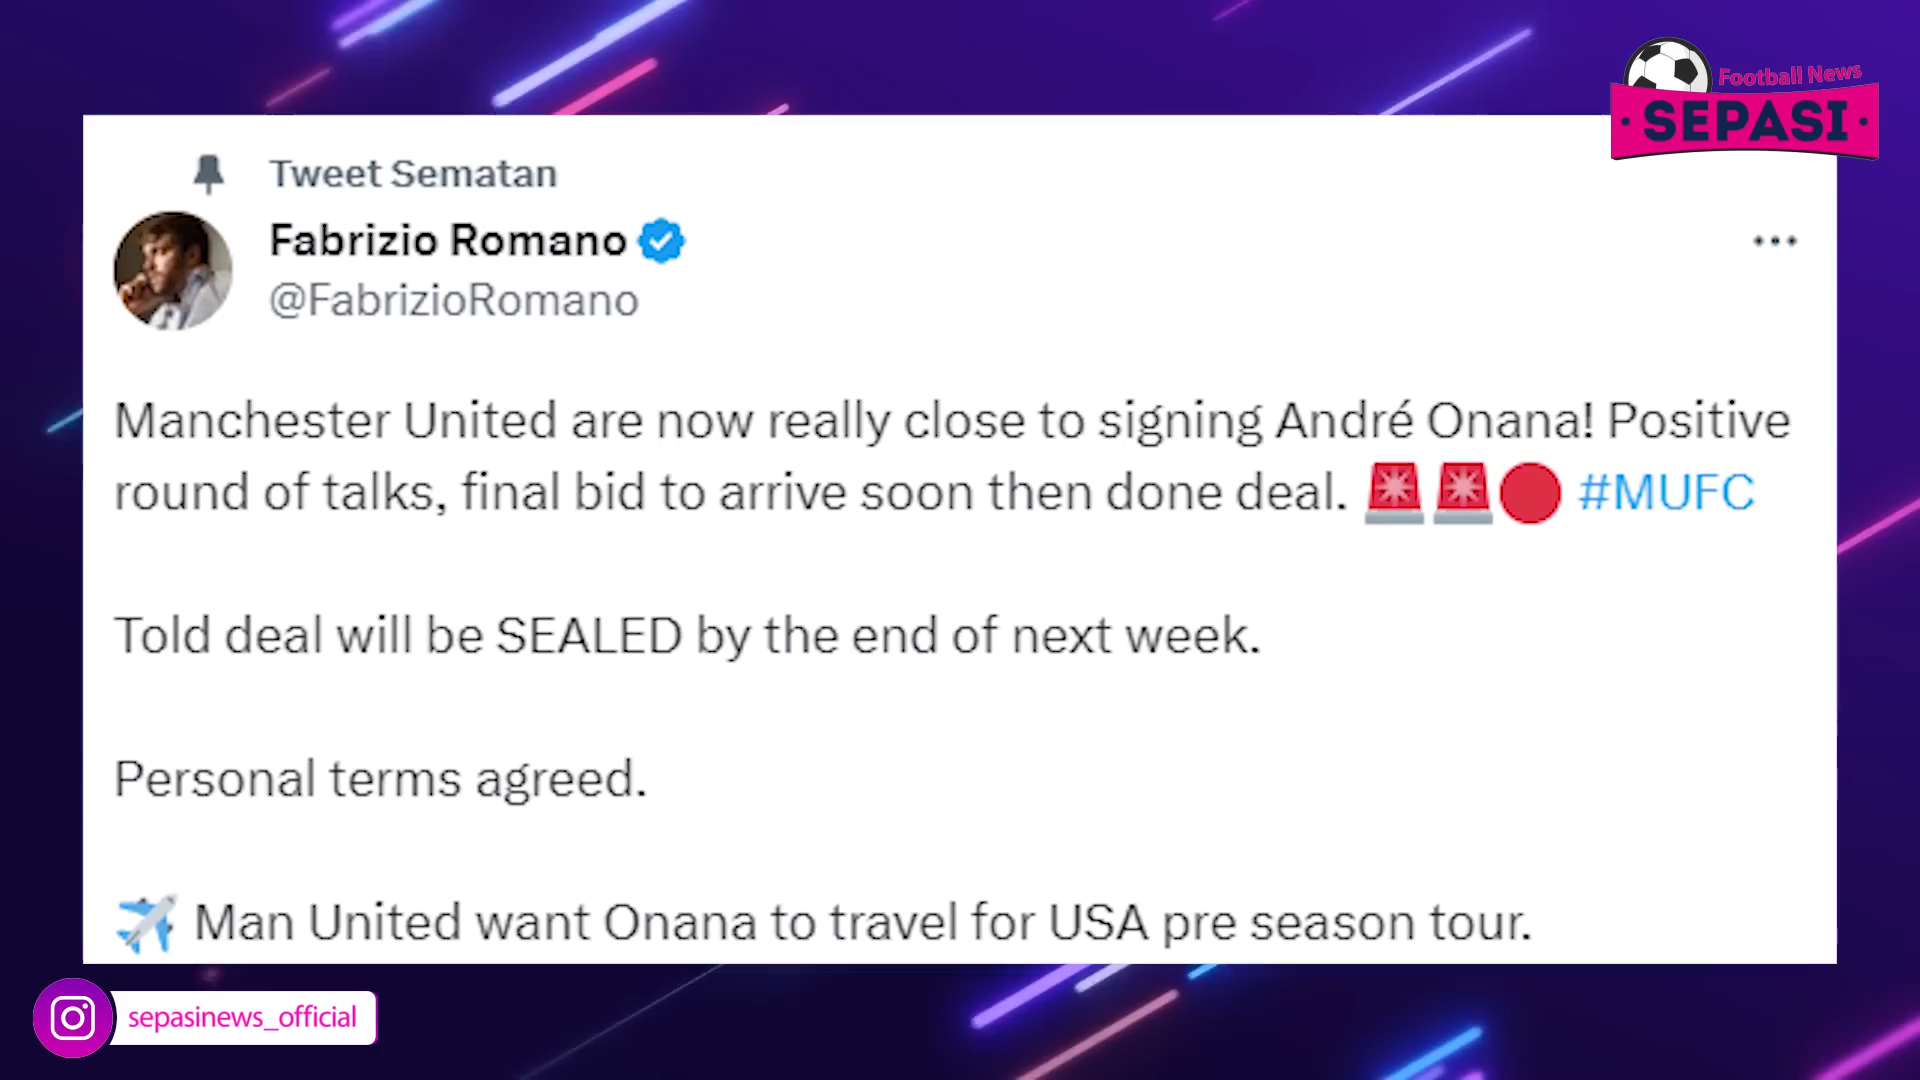 Football News
· SEPASI ·
Tweet Sematan
Fabrizio Romano
@FabrizioRomano
Manchester United are now really close to signing André Onana! Positive
round of talks, final bid to arrive soon then done deal. 🚨🚨🔴 #MUFC
Told deal will be SEALED by the end of next week.
Personal terms agreed.
✈️ Man United want Onana to travel for USA pre season tour.
sepasinews_official